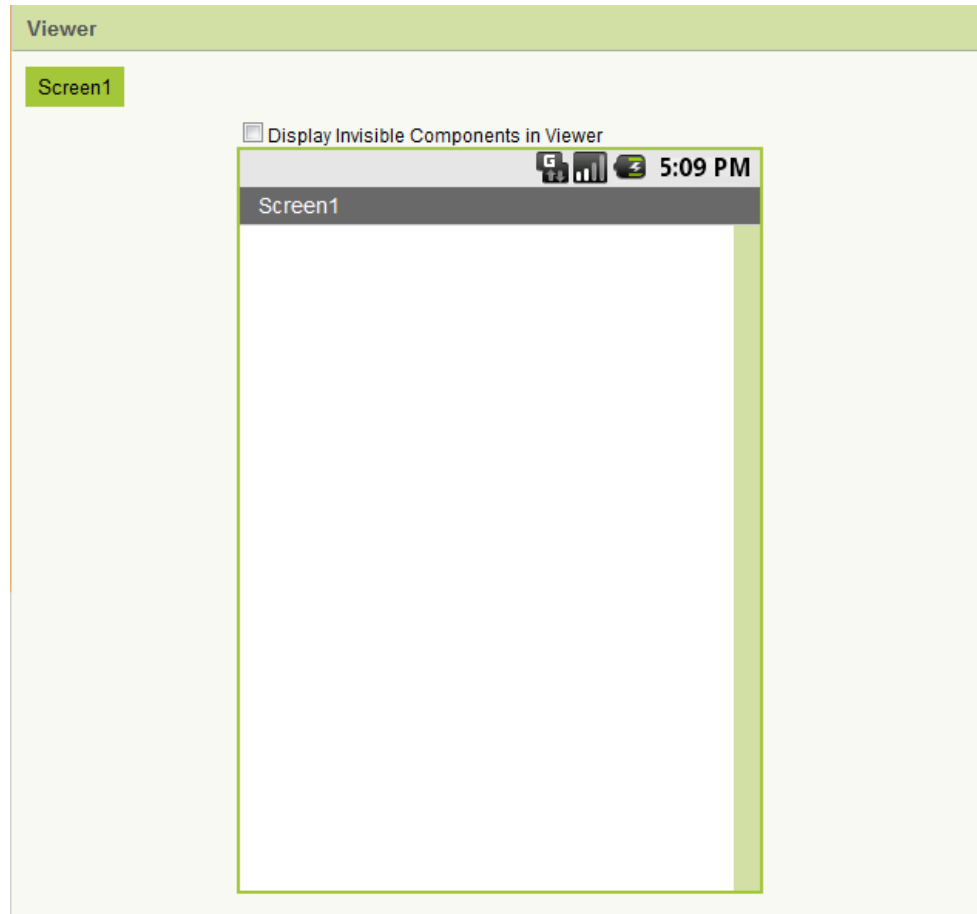 Viewer
Screen1
Display Invisible Components in Viewer
G 5:09 PM
Screen1